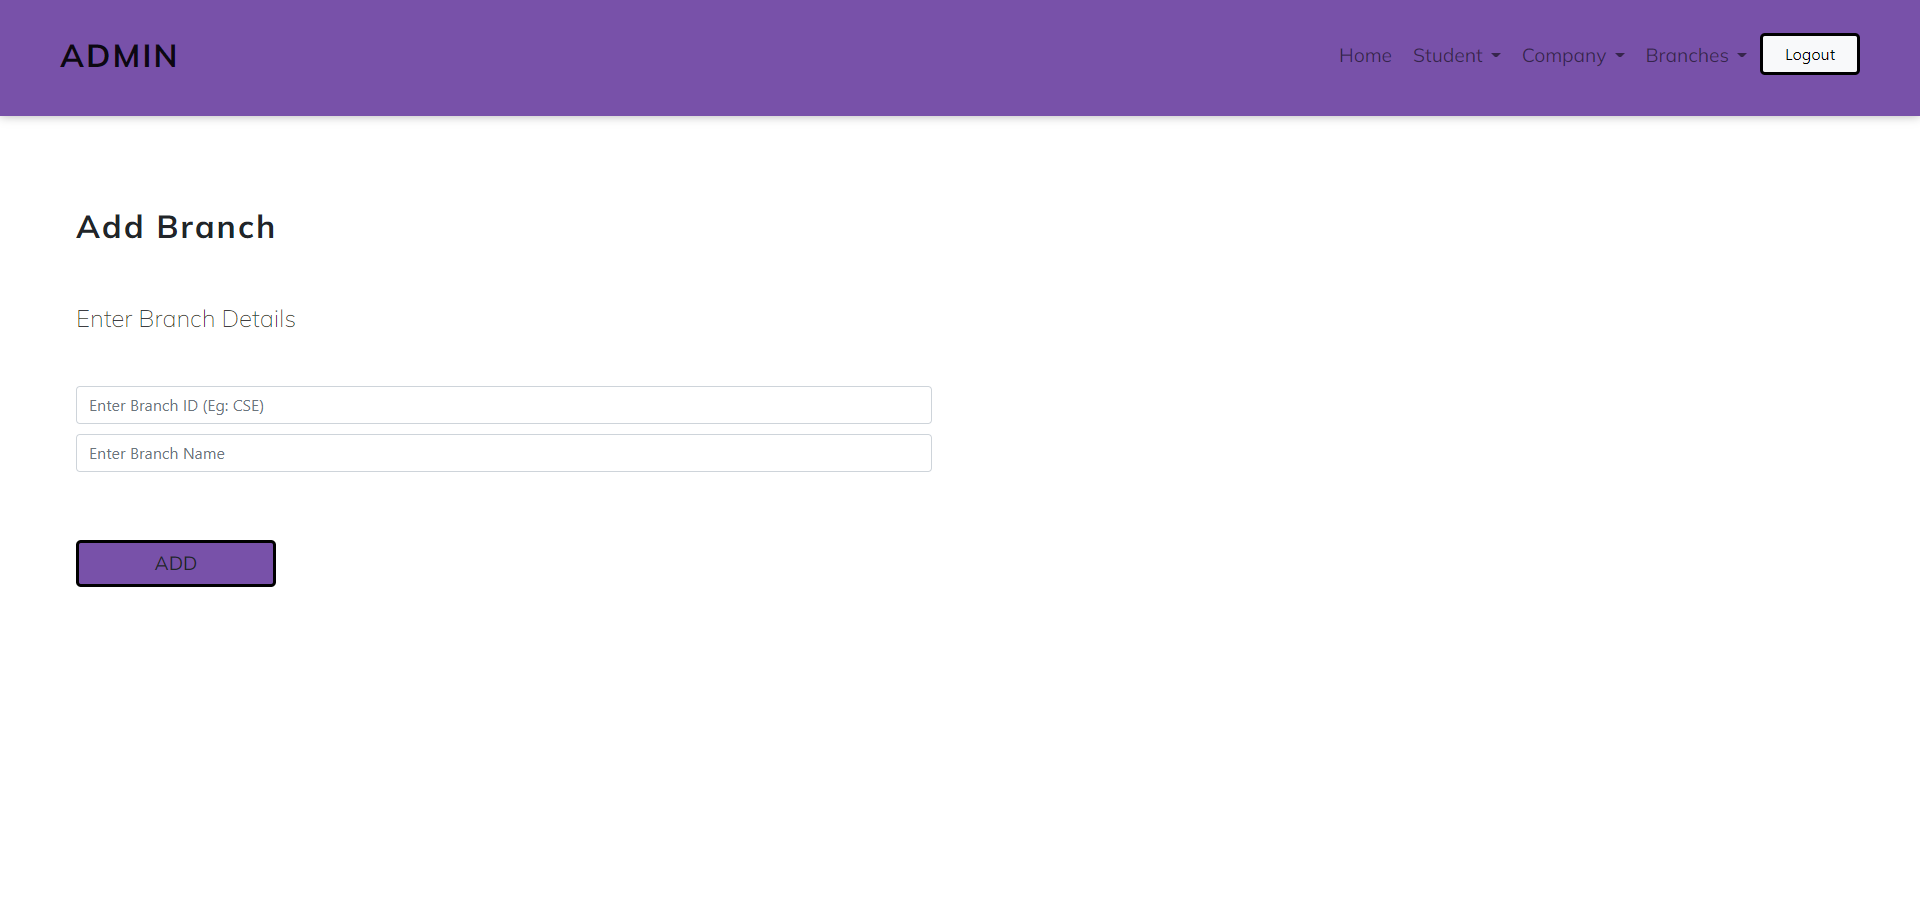 ADMIN
Home Student Company Branches Logout
Add Branch
Enter Branch Details
Enter Branch ID (Eg: CSE)
Enter Branch Name
ADD